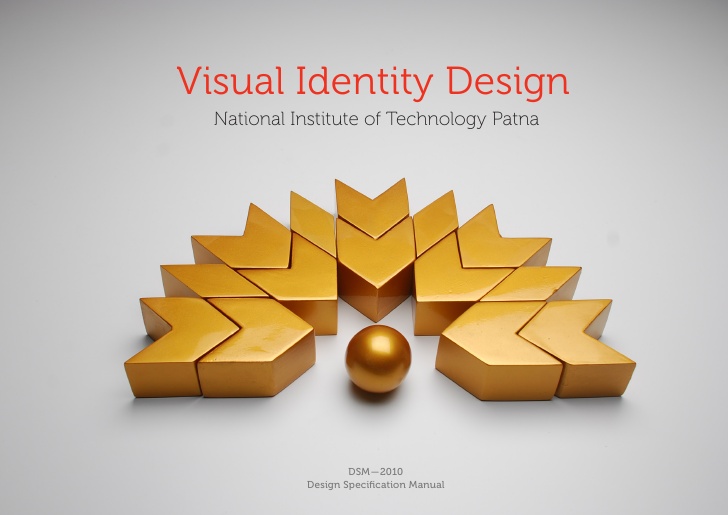 Visual Identity Design
National Institute of Technology Patna
DSM—2010
Design Specification Manual